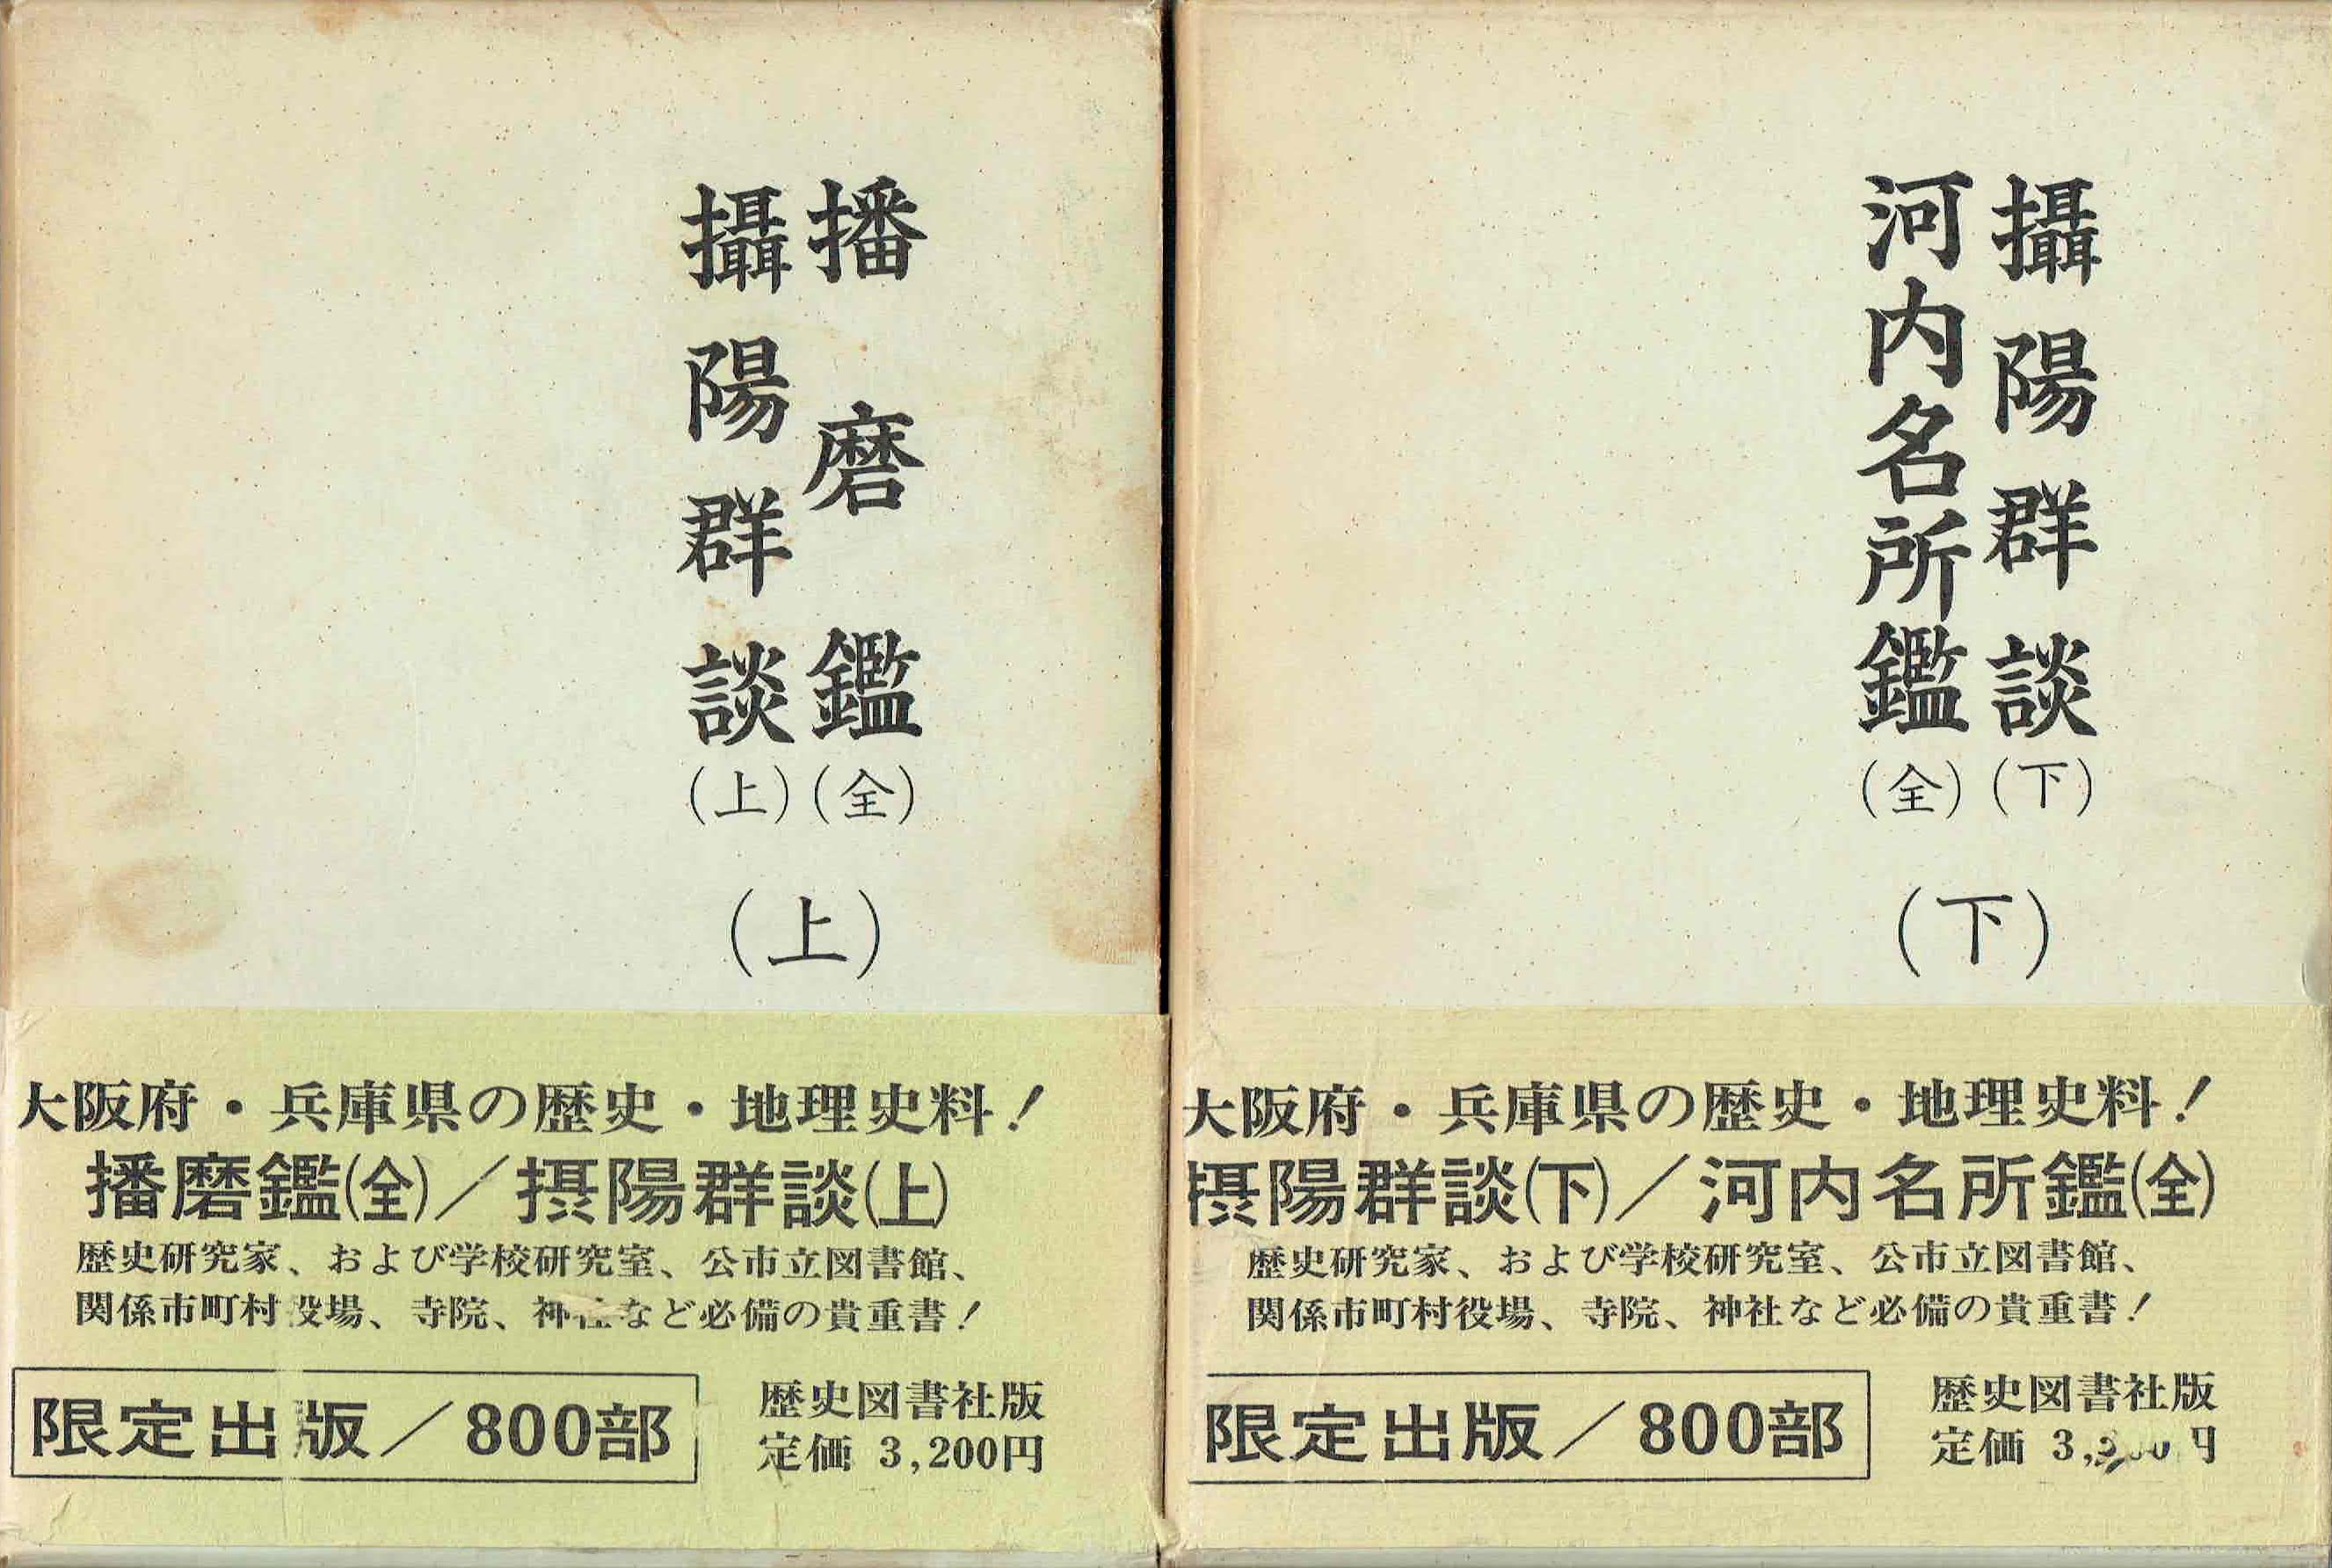 播磨鑑(全)
攝陽群談(上)
(上)
大阪府・兵庫県の歴史・地理史料!
播磨鑑(全)/摂陽群談(上)
歴史研究家、および学校研究室、公市立図書館、
関係市町村役場、寺院、神社など必備の貴重書!
限定出版/800部
歴史図書社版
定価 3,200円
攝陽群談(下)
河内名所鑑(全)
(下)
大阪府・兵庫県の歴史・地理史料!
摂陽群談(下)/河内名所鑑(全)
歴史研究家、および学校研究室、公市立図書館、
関係市町村役場、寺院、神社など必備の貴重書!
限定出版/800部
歴史図書社版
定価